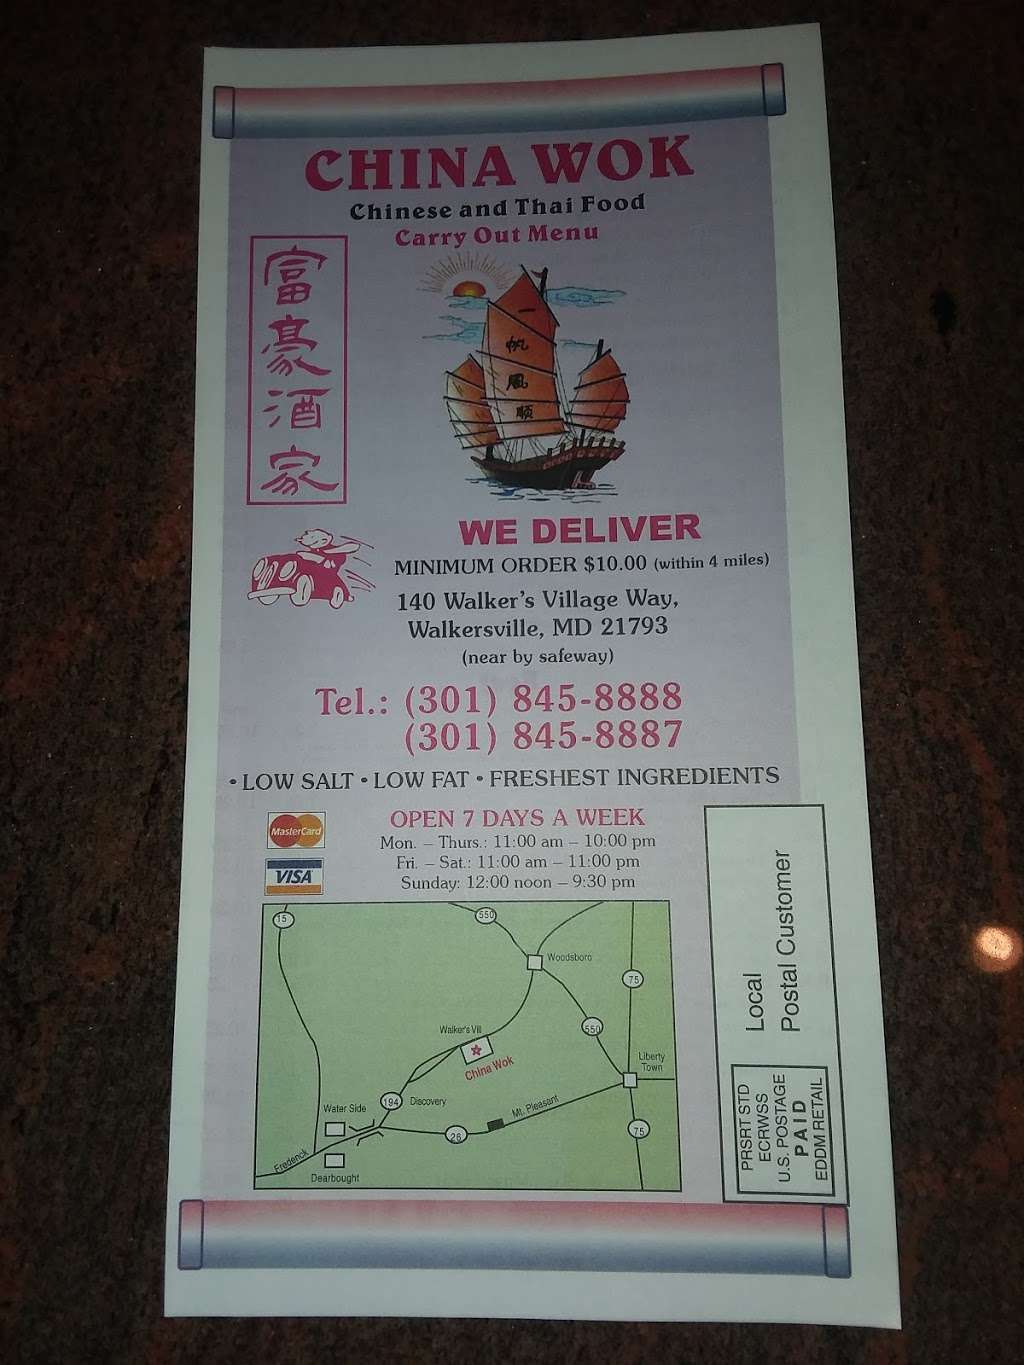 CHINA WOK
Chinese and Thai Food
Carry Out Menu
富豪酒家
一帆風順
WE DELIVER
MINIMUM ORDER $10.00 (within 4 miles)
140 Walker's Village Way,
Walkersville, MD 21793
(near by safeway)
Tel.: (301) 845-8888
(301) 845-8887
• LOW SALT • LOW FAT • FRESHEST INGREDIENTS
MasterCard
VISA
OPEN 7 DAYS A WEEK
Mon. – Thurs.: 11:00 am – 10:00 pm
Fri. – Sat.: 11:00 am – 11:00 pm
Sunday: 12:00 noon – 9:30 pm
15
550
Woodsboro
75
550
Walker's Vill
China Wok
Liberty
Town
194
Discovery
Water Side
Mt. Pleasant
26
75
Frederick
Dearbought
Local
Postal Customer
PRSRT STD
ECRWSS
U.S. POSTAGE
PAID
EDDM RETAIL